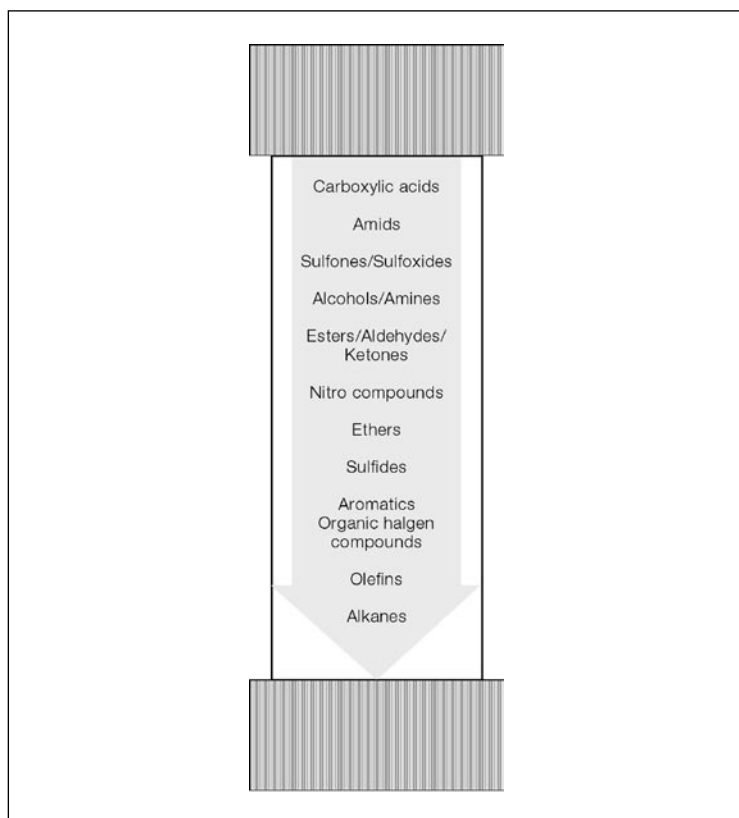 Carboxylic acids
Amids
Sulfones/Sulfoxides
Alcohols/Amines
Esters/Aldehydes/
Ketones
Nitro compounds
Ethers
Sulfides
Aromatics
Organic halgen
compounds
Olefins
Alkanes